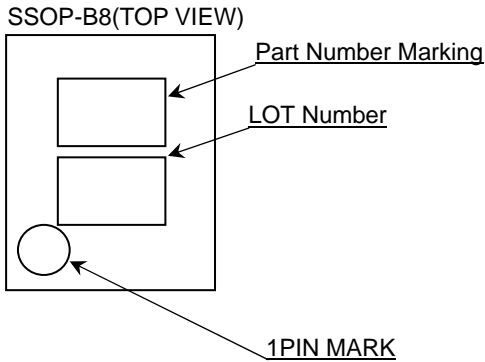 SSOP-B8(TOP VIEW)
Part Number Marking
LOT Number
1PIN MARK